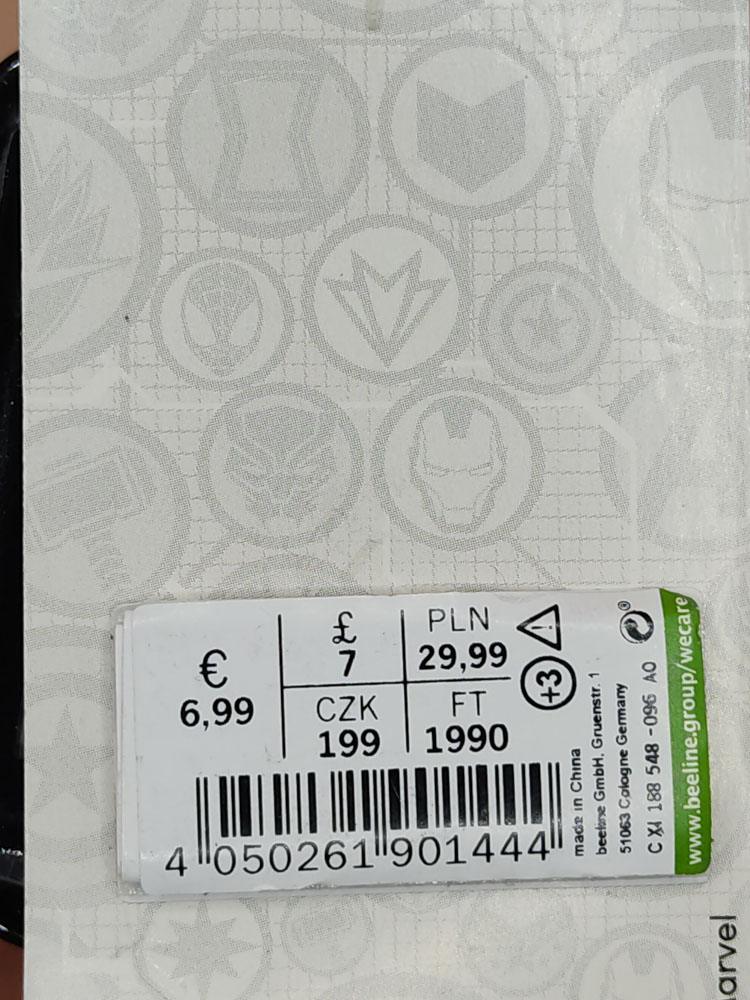 €
6,99
£
7
PLN
29,99
CZK
199
FT
1990
+3
4 050261 901444
made in China
beeline GmbH, Gruenstr. 1
51063 Cologne Germany
C X4 188 548 -096 A0
www.beeline.group/wecare
arvel